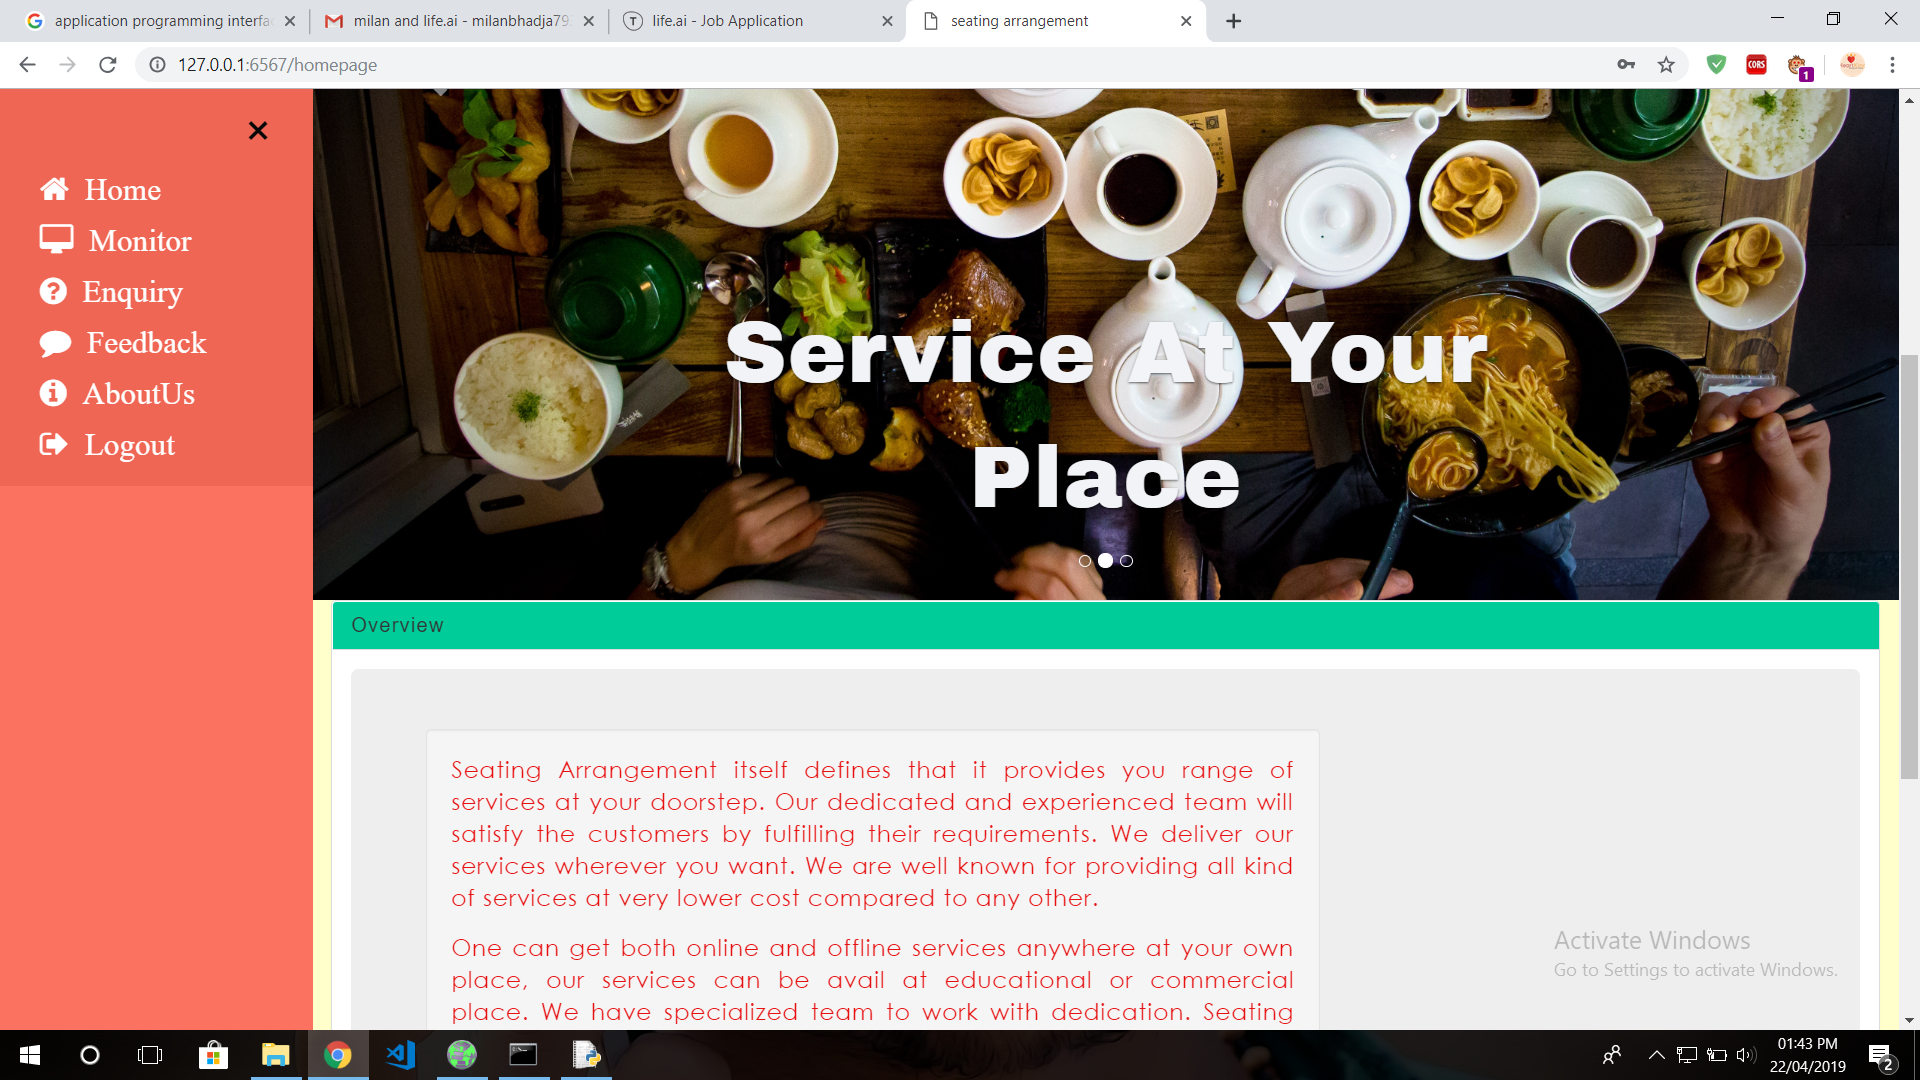 application programming interfa
milan and life.ai - milanbhadja79
life.ai - Job Application
seating arrangement
127.0.0.1:6567/homepage
CORS
1
Home
Monitor
Enquiry
Feedback
AboutUs
Logout
Service At Your
Place
Overview
Seating Arrangement itself defines that it provides you range of
services at your doorstep. Our dedicated and experienced team will
satisfy the customers by fulfilling their requirements. We deliver our
services wherever you want. We are well known for providing all kind
of services at very lower cost compared to any other.
One can get both online and offline services anywhere at your own
place, our services can be avail at educational or commercial
place. We have specialized team to work with dedication. Seating
Activate Windows
Go to Settings to activate Windows.
01:43 PM
22/04/2019
2